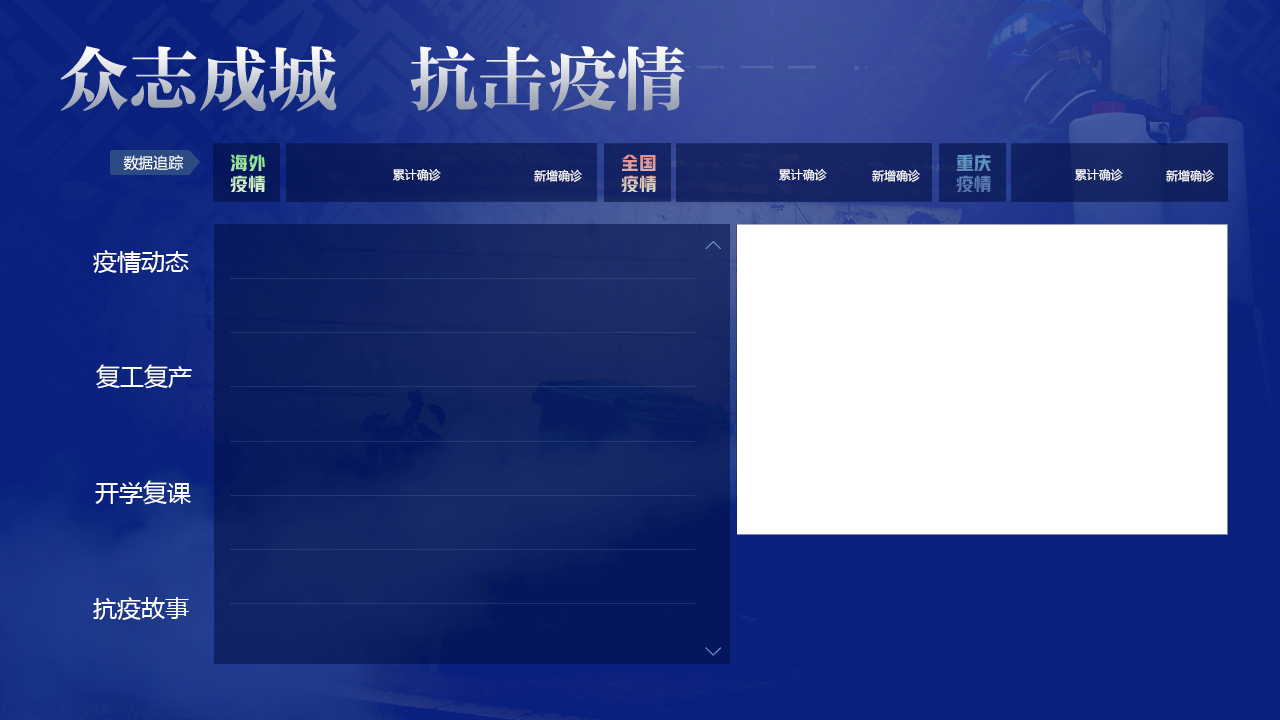 众志成城 抗击疫情
数据追踪
海外
疫情
累计确诊
新增确诊
全国
疫情
累计确诊
新增确诊
重庆
疫情
累计确诊
新增确诊
疫情动态
复工复产
开学复课
抗疫故事